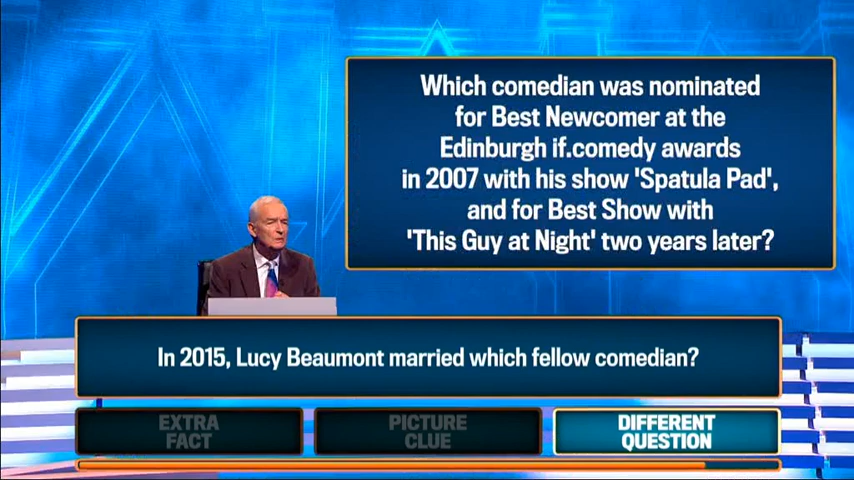 Which comedian was nominated
for Best Newcomer at the
Edinburgh if.comedy awards
in 2007 with his show 'Spatula Pad',
and for Best Show with
'This Guy at Night' two years later?
In 2015, Lucy Beaumont married which fellow comedian?
EXTRA
FACT
PICTURE
CLUE
DIFFERENT
QUESTION